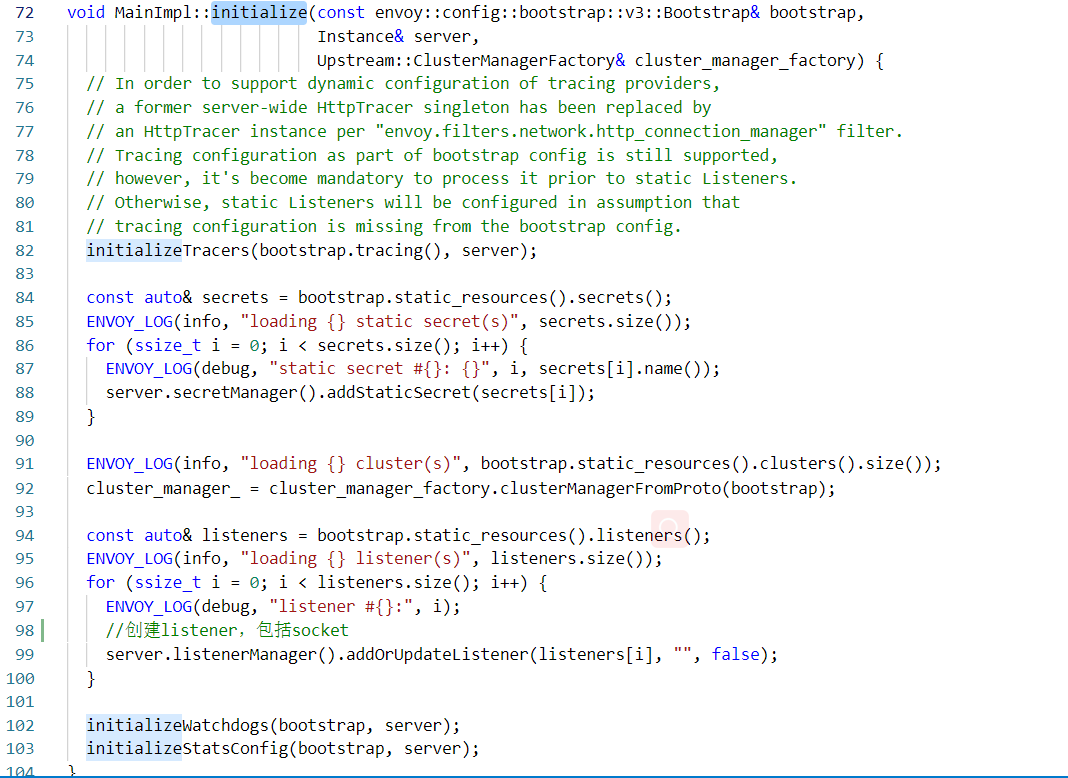 72 void MainImpl::initialize(const envoy::config::bootstrap::v3::Bootstrap& bootstrap,
73 Instance& server,
74 Upstream::ClusterManagerFactory& cluster_manager_factory) {
75 // In order to support dynamic configuration of tracing providers,
76 // a former server-wide HttpTracer singleton has been replaced by
77 // an HttpTracer instance per "envoy.filters.network.http_connection_manager" filter.
78 // Tracing configuration as part of bootstrap config is still supported,
79 // however, it's become mandatory to process it prior to static Listeners.
80 // Otherwise, static Listeners will be configured in assumption that
81 // tracing configuration is missing from the bootstrap config.
82 initializeTracers(bootstrap.tracing(), server);
83
84 const auto& secrets = bootstrap.static_resources().secrets();
85 ENVOY_LOG(info, "loading {} static secret(s)", secrets.size());
86 for (ssize_t i = 0; i < secrets.size(); i++) {
87 ENVOY_LOG(debug, "static secret #{}: {}", i, secrets[i].name());
88 server.secretManager().addStaticSecret(secrets[i]);
89 }
90
91 ENVOY_LOG(info, "loading {} cluster(s)", bootstrap.static_resources().clusters().size());
92 cluster_manager_ = cluster_manager_factory.clusterManagerFromProto(bootstrap);
93
94 const auto& listeners = bootstrap.static_resources().listeners();
95 ENVOY_LOG(info, "loading {} listener(s)", listeners.size());
96 for (ssize_t i = 0; i < listeners.size(); i++) {
97 ENVOY_LOG(debug, "listener #{}:", i);
98 //创建listener，包括socket
99 server.listenerManager().addOrUpdateListener(listeners[i], "", false);
100 }
101
102 initializeWatchdogs(bootstrap, server);
103 initializeStatsConfig(bootstrap, server);
104 }